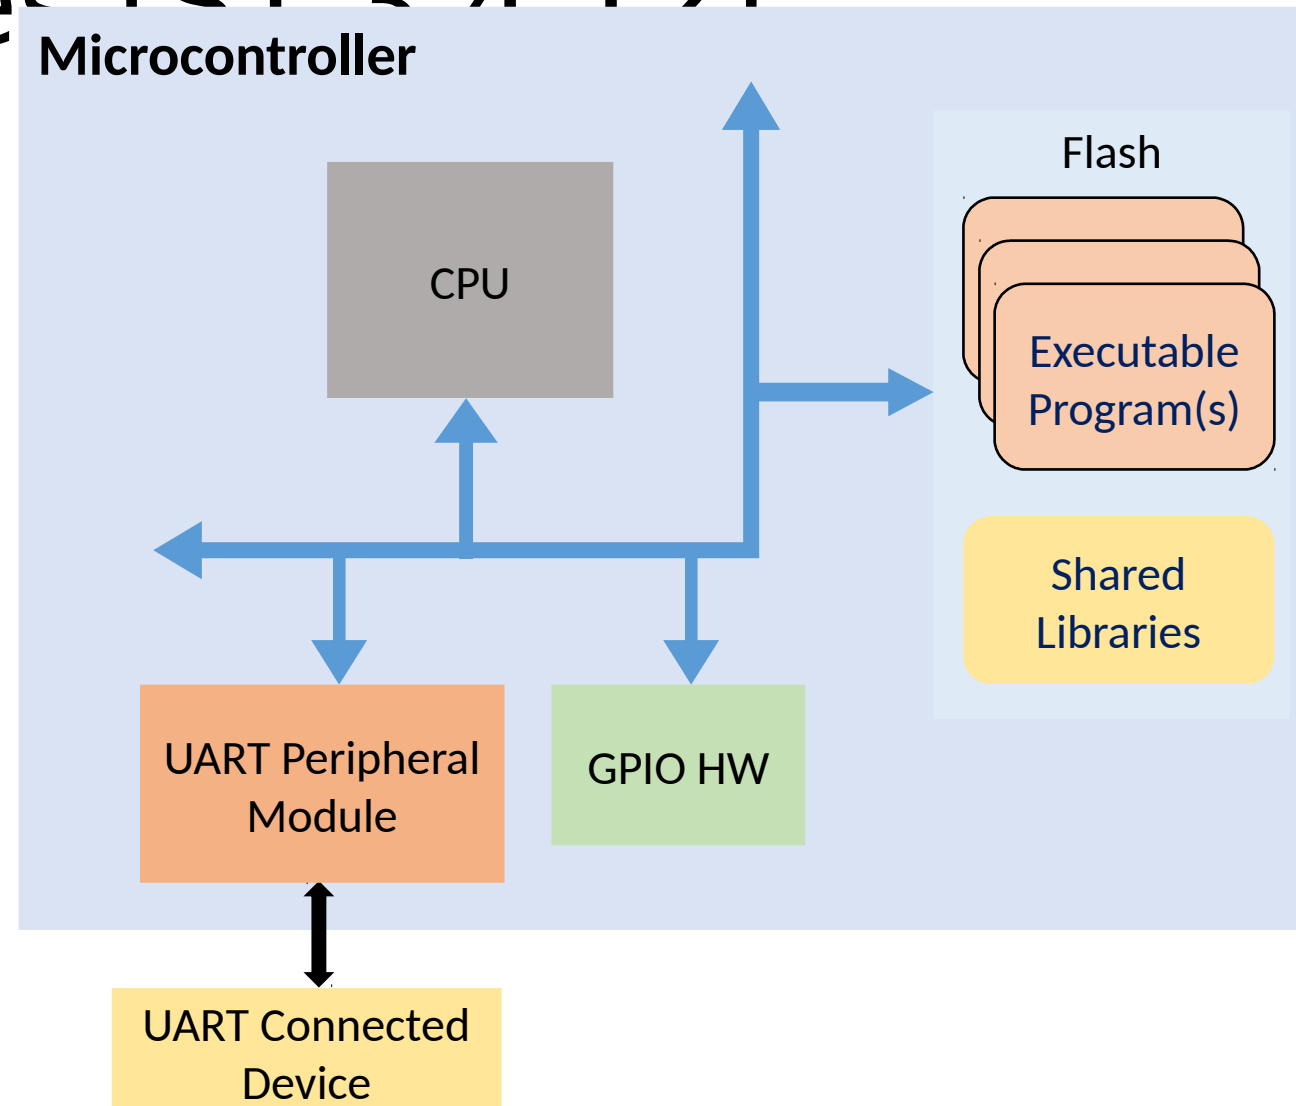 Microcontroller
Flash
CPU
Executable
Program(s)
Shared
Libraries
UART Peripheral
Module
GPIO HW
UART Connected
Device